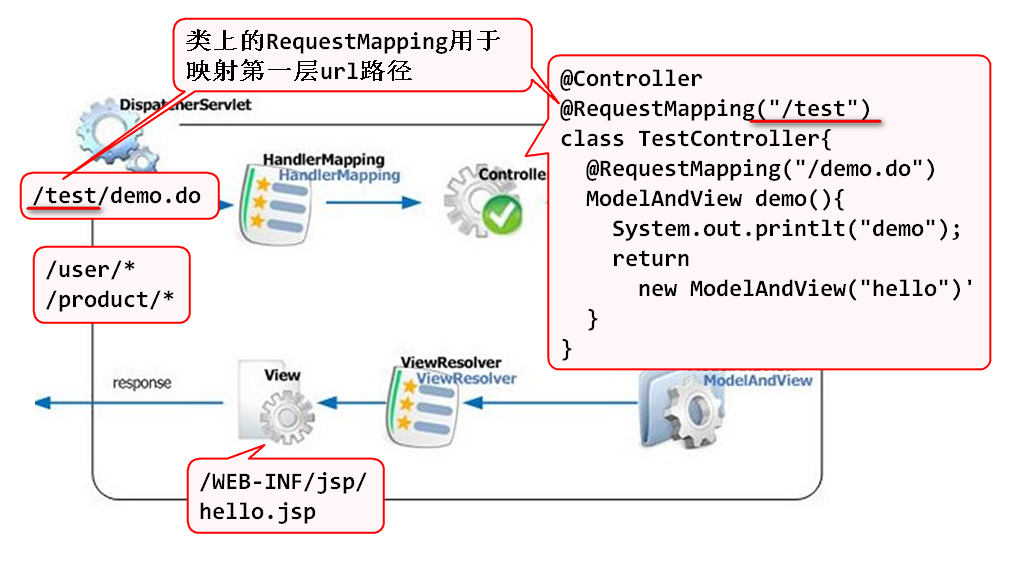 类上的RequestMapping用于
映射第一层url路径
DispatcherServlet
@Controller
@RequestMapping("/test")
class TestController{
@RequestMapping("/demo.do")
ModelAndView demo(){
System.out.printlt("demo");
return
new ModelAndView("hello")'
}
}
HandlerMapping
HandlerMapping
Controller
/test/demo.do
/user/*
/product/*
response
View
ViewResolver
ViewResolver
ModelAndView
/WEB-INF/jsp/
hello.jsp